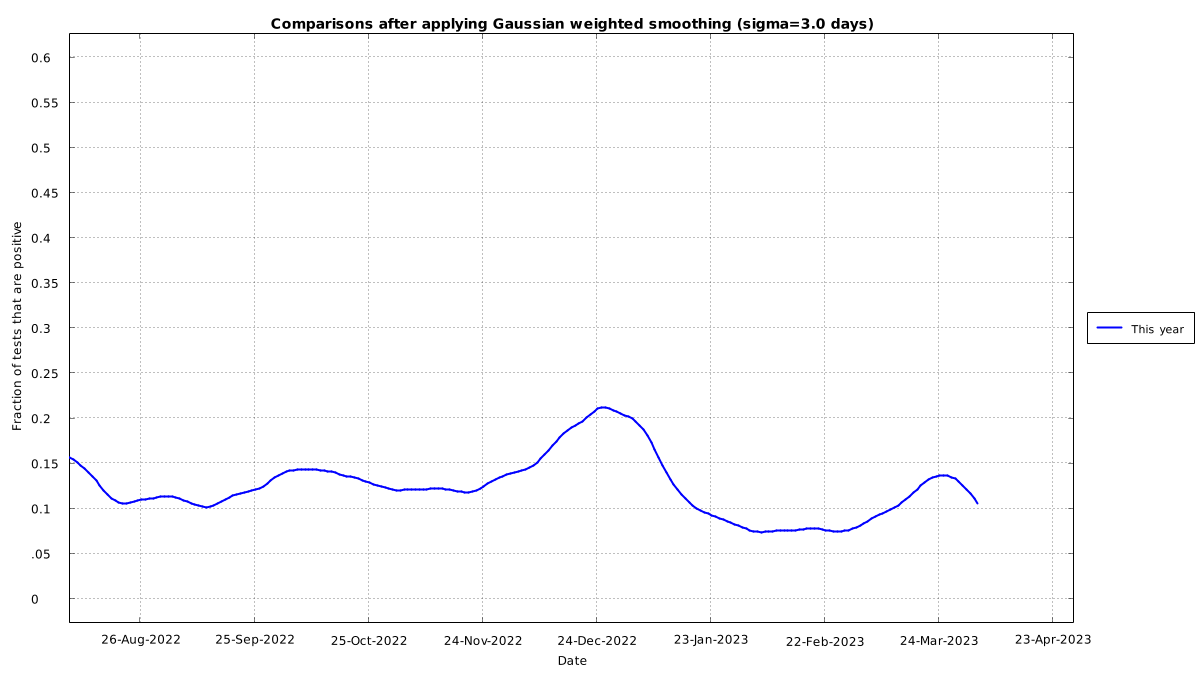 Comparisons after applying Gaussian weighted smoothing (sigma=3.0 days)
0.6
0.55
0.5
0.45
0.4
0.35
0.3
0.25
0.2
0.15
0.1
.05
0
Fraction of tests that are positive
This year
26-Aug-2022 25-Sep-2022 25-Oct-2022 24-Nov-2022 24-Dec-2022 23-Jan-2023 22-Feb-2023 24-Mar-2023 23-Apr-2023
Date